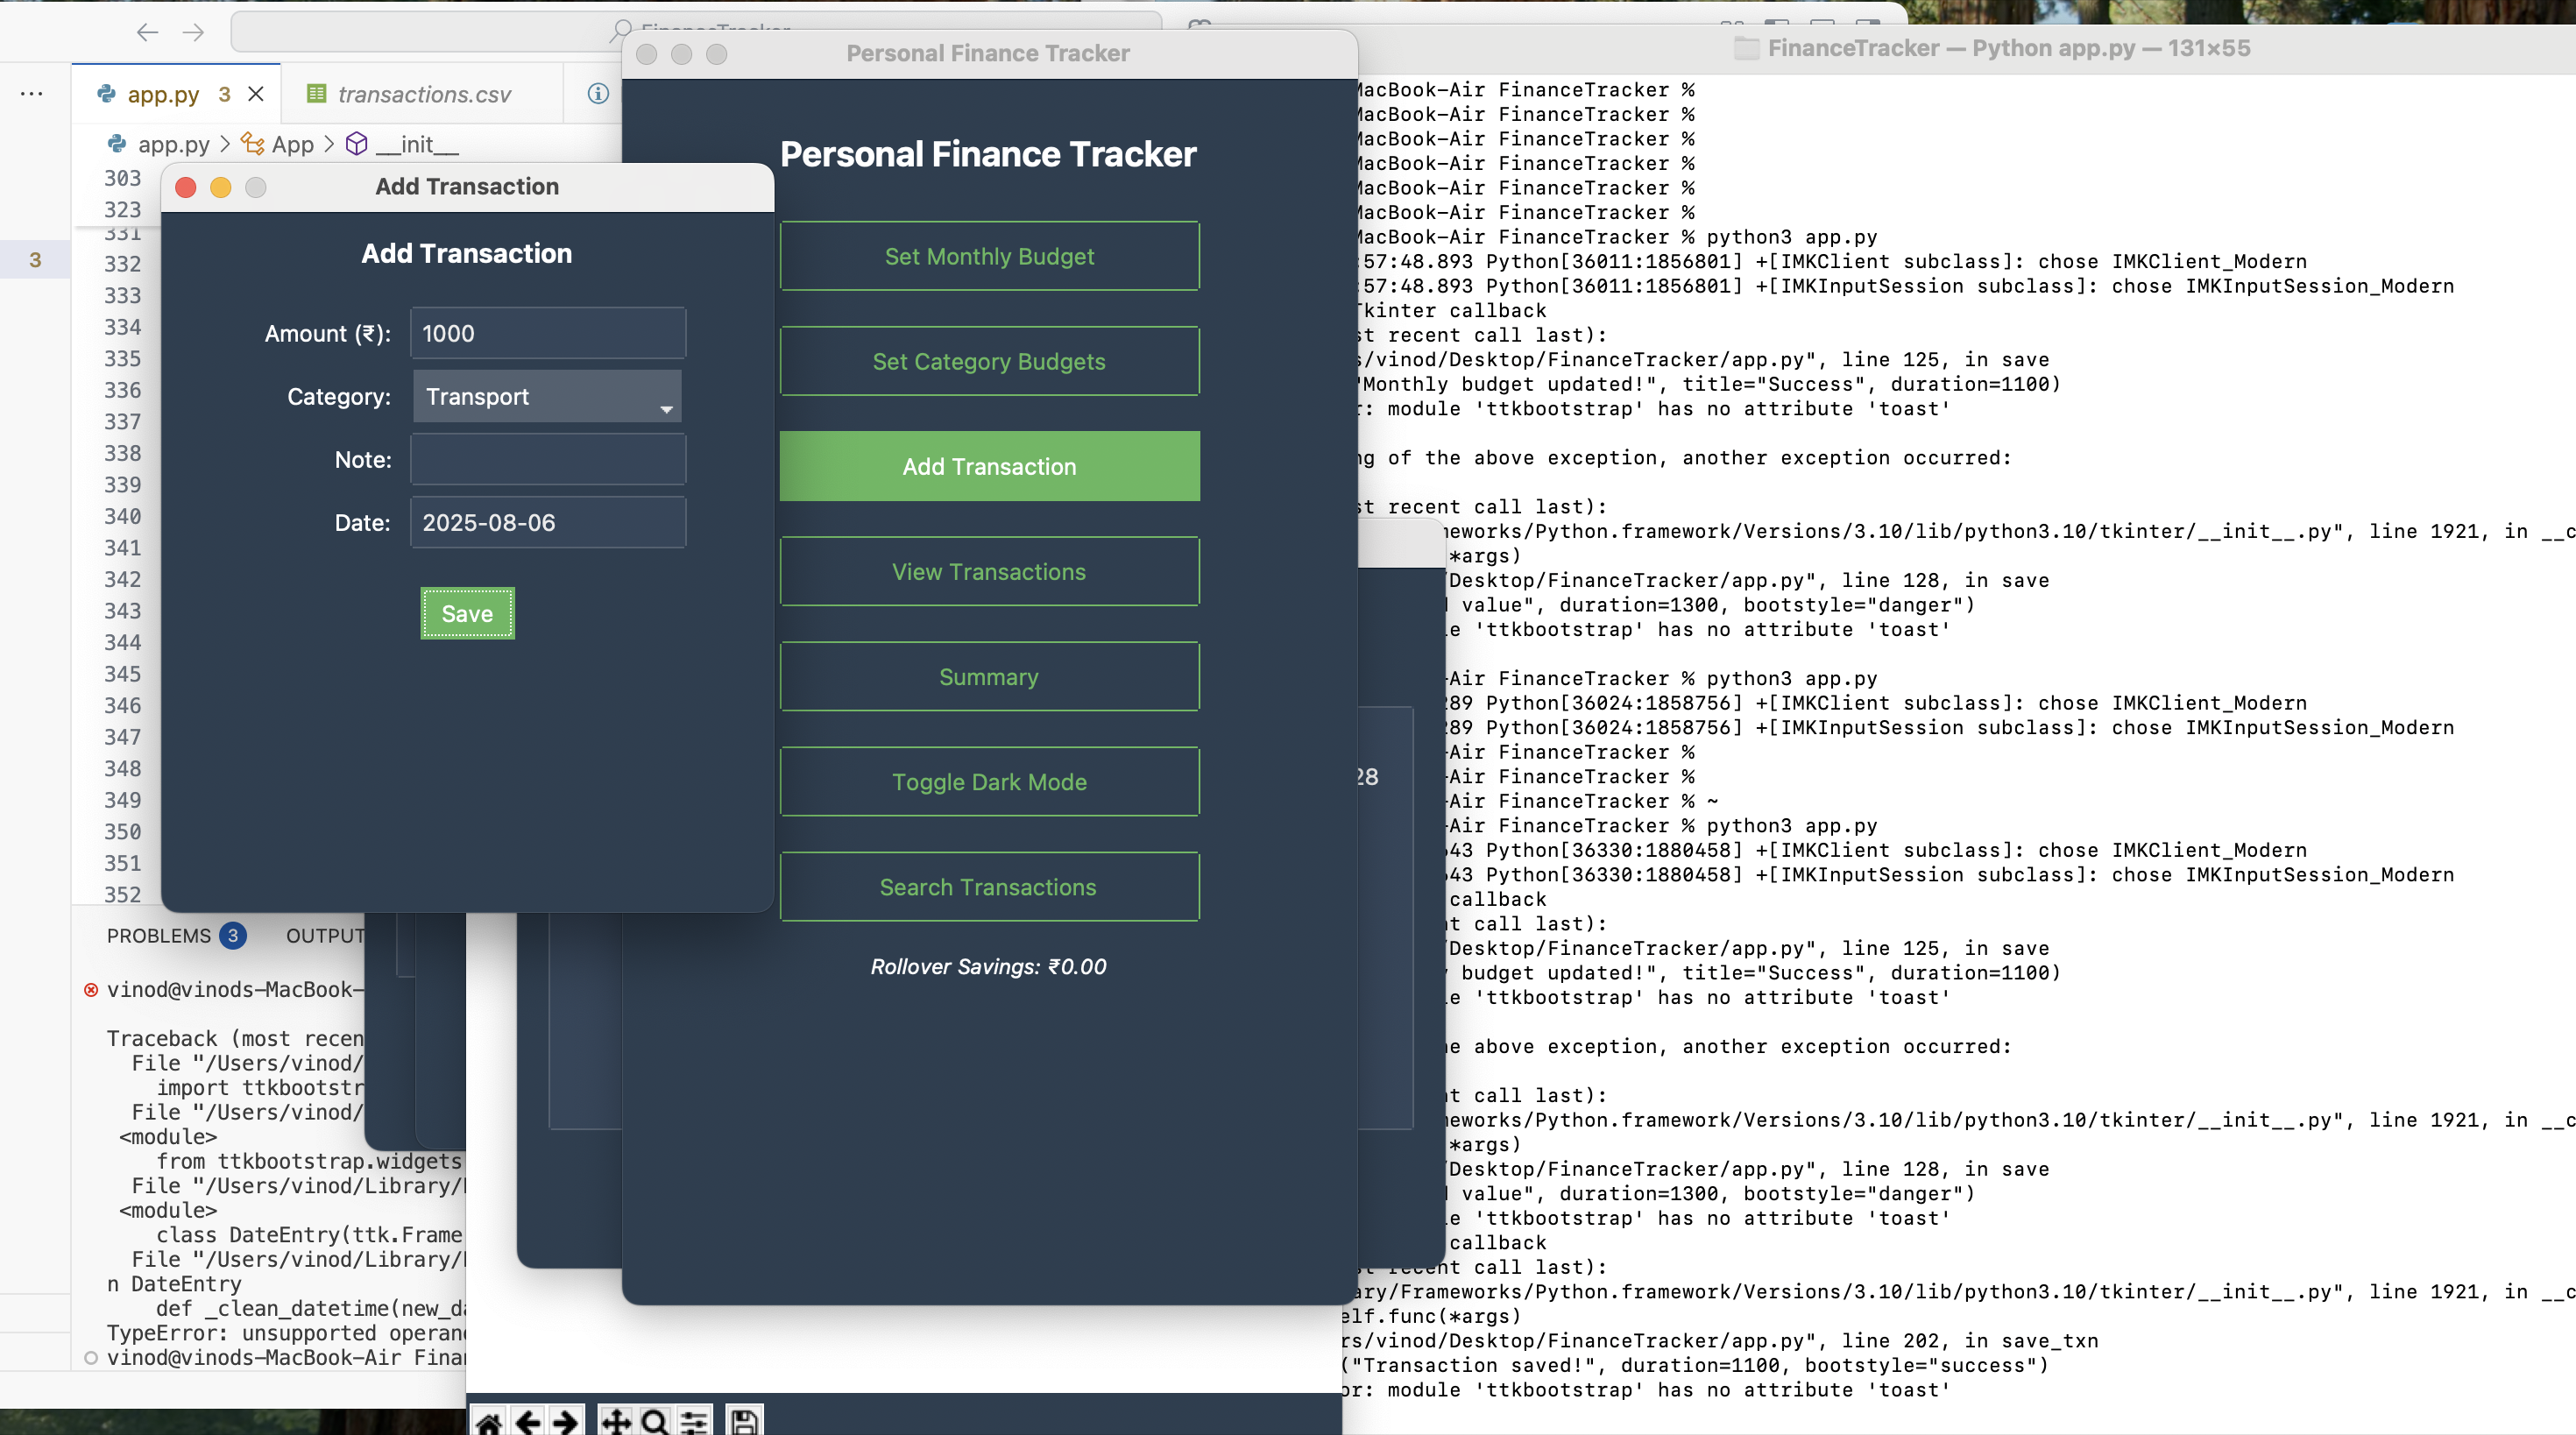 FinanceTracker
app.py 3
transactions.csv
app.py > App > __init__
303
323
331
332
3
333
334
335
336
337
338
339
340
341
342
343
344
345
346
347
348
349
350
351
352
PROBLEMS 3 OUTPUT
vinod@vinods-MacBook-
Traceback (most recen
File "/Users/vinod/
import ttkbootstr
File "/Users/vinod/
<module>
from ttkbootstrap.widgets
File "/Users/vinod/Library/
<module>
class DateEntry(ttk.Frame
File "/Users/vinod/Library/
n DateEntry
def _clean_datetime(new_da
TypeError: unsupported operan
vinod@vinods-MacBook-Air Finan
Add Transaction
Add Transaction
Amount (₹): 1000
Category: Transport
Note:
Date: 2025-08-06
Save
Personal Finance Tracker
Personal Finance Tracker
Set Monthly Budget
Set Category Budgets
Add Transaction
View Transactions
Summary
Toggle Dark Mode
Search Transactions
Rollover Savings: ₹0.00
28
FinanceTracker — Python app.py — 131×55
MacBook-Air FinanceTracker %
MacBook-Air FinanceTracker %
MacBook-Air FinanceTracker %
MacBook-Air FinanceTracker %
MacBook-Air FinanceTracker %
MacBook-Air FinanceTracker %
MacBook-Air FinanceTracker % python3 app.py
:57:48.893 Python[36011:1856801] +[IMKClient subclass]: chose IMKClient_Modern
:57:48.893 Python[36011:1856801] +[IMKInputSession subclass]: chose IMKInputSession_Modern
Tkinter callback
st recent call last):
s/vinod/Desktop/FinanceTracker/app.py", line 125, in save
"Monthly budget updated!", title="Success", duration=1100)
r: module 'ttkbootstrap' has no attribute 'toast'
ng of the above exception, another exception occurred:
st recent call last):
meworks/Python.framework/Versions/3.10/lib/python3.10/tkinter/__init__.py", line 1921, in __c
*args)
Desktop/FinanceTracker/app.py", line 128, in save
value", duration=1300, bootstyle="danger")
le 'ttkbootstrap' has no attribute 'toast'
-Air FinanceTracker % python3 app.py
289 Python[36024:1858756] +[IMKClient subclass]: chose IMKClient_Modern
289 Python[36024:1858756] +[IMKInputSession subclass]: chose IMKInputSession_Modern
-Air FinanceTracker %
-Air FinanceTracker %
-Air FinanceTracker % ~
-Air FinanceTracker % python3 app.py
643 Python[36330:1880458] +[IMKClient subclass]: chose IMKClient_Modern
643 Python[36330:1880458] +[IMKInputSession subclass]: chose IMKInputSession_Modern
callback
nt call last):
Desktop/FinanceTracker/app.py", line 125, in save
y budget updated!", title="Success", duration=1100)
le 'ttkbootstrap' has no attribute 'toast'
he above exception, another exception occurred:
nt call last):
meworks/Python.framework/Versions/3.10/lib/python3.10/tkinter/__init__.py", line 1921, in __c
*args)
Desktop/FinanceTracker/app.py", line 128, in save
value", duration=1300, bootstyle="danger")
le 'ttkbootstrap' has no attribute 'toast'
callback
st recent call last):
ary/Frameworks/Python.framework/Versions/3.10/lib/python3.10/tkinter/__init__.py", line 1921, in __c
elf.func(*args)
rs/vinod/Desktop/FinanceTracker/app.py", line 202, in save_txn
("Transaction saved!", duration=1100, bootstyle="success")
or: module 'ttkbootstrap' has no attribute 'toast'